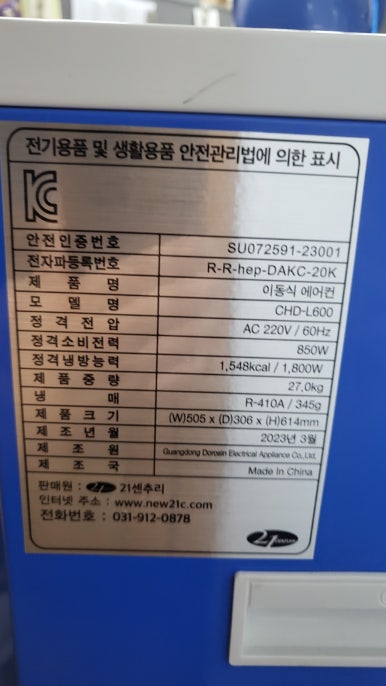 전기용품 및 생활용품 안전관리법에 의한 표시
안전인증번호 SU072591-23001
전자파등록번호 R-R-hep-DAKC-20K
제품명 이동식 에어컨
모델명 CHD-L600
정격전압 AC 220V / 60Hz
정격소비전력 850W
정격냉방능력 1,548kcal / 1,800W
제품중량 27.0kg
냉매 R-410A / 345g
제품크기 (W)505 x (D)306 x (H)614mm
제조년월 2023년 3월
제조원 Guangdong Dorosin Electrical Appliance Co.,Ltd.
제조국 Made In China
판매원 : 21 21센추리
인터넷 주소 : www.new21c.com
전화번호 : 031-912-0878
21